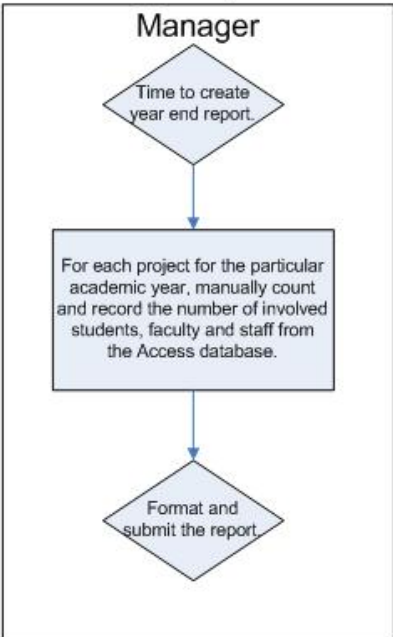 Manager
Time to create
year end report.
For each project for the particular
academic year, manually count
and record the number of involved
students, faculty and staff from
the Access database.
Format and
submit the report.